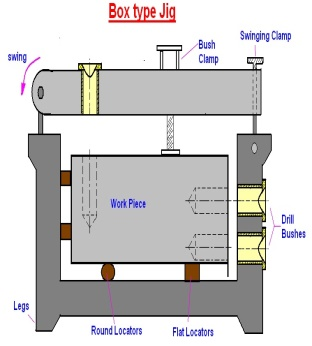 Box type Jig
swing
Bush
Clamp
Swinging Clamp
Work Piece
Drill
Bushes
Legs
Round Locators
Flat Locators